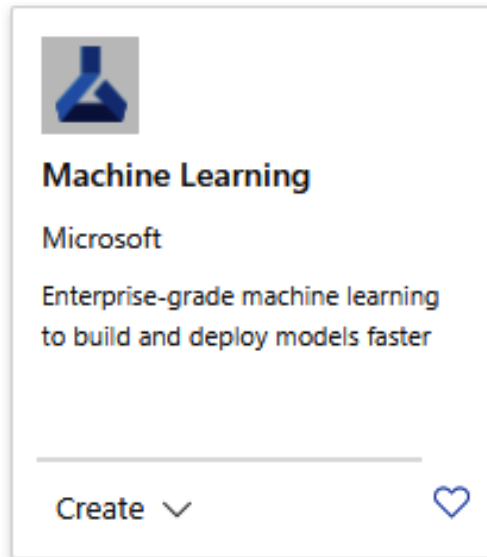 Machine Learning
Microsoft
Enterprise-grade machine learning
to build and deploy models faster
Create